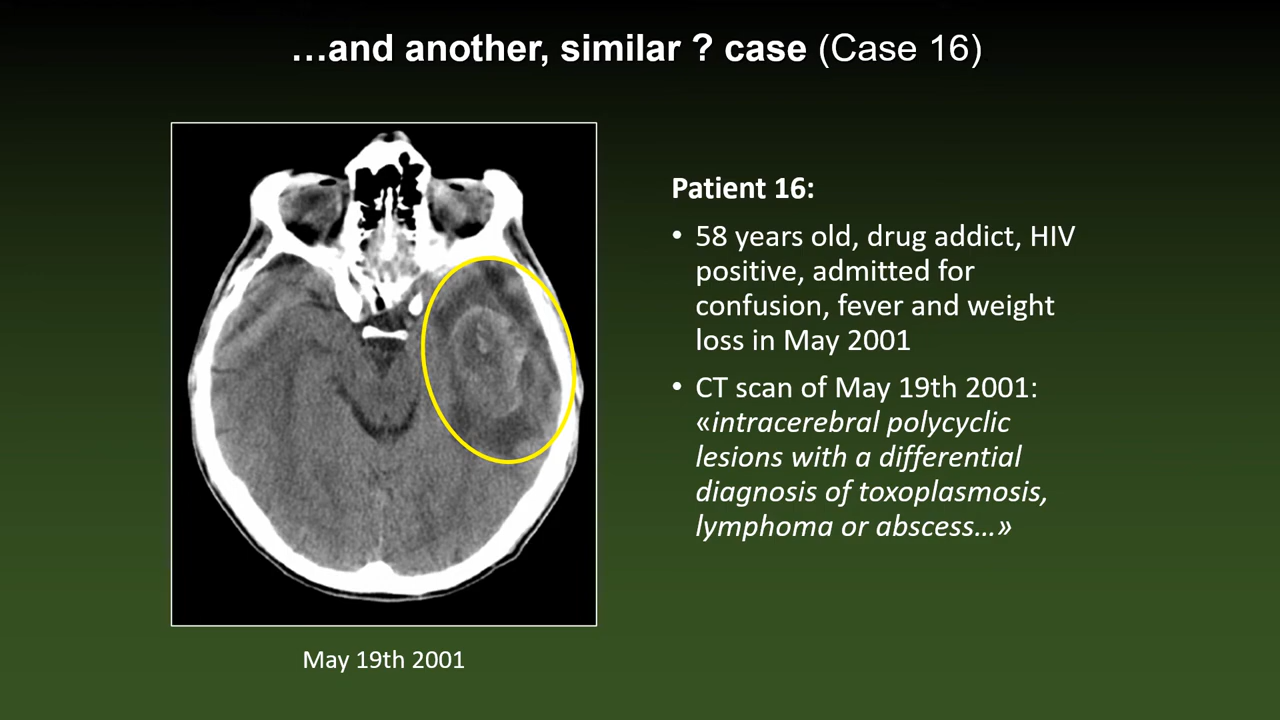 …and another, similar ? case (Case 16)
Patient 16:
• 58 years old, drug addict, HIV
positive, admitted for
confusion, fever and weight
loss in May 2001
• CT scan of May 19th 2001:
«intracerebral polycyclic
lesions with a differential
diagnosis of toxoplasmosis,
lymphoma or abscess…»
May 19th 2001